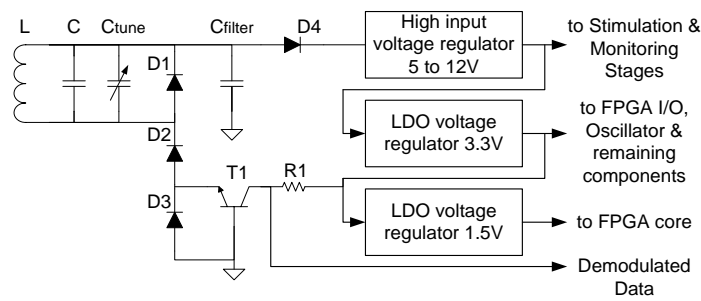 L
C
Ctune
Cfilter
D4
High input
voltage regulator
5 to 12V
to Stimulation &
Monitoring
Stages
D1
D2
LDO voltage
regulator 3.3V
to FPGA I/O,
Oscillator &
remaining
components
T1
R1
D3
LDO voltage
regulator 1.5V
to FPGA core
Demodulated
Data